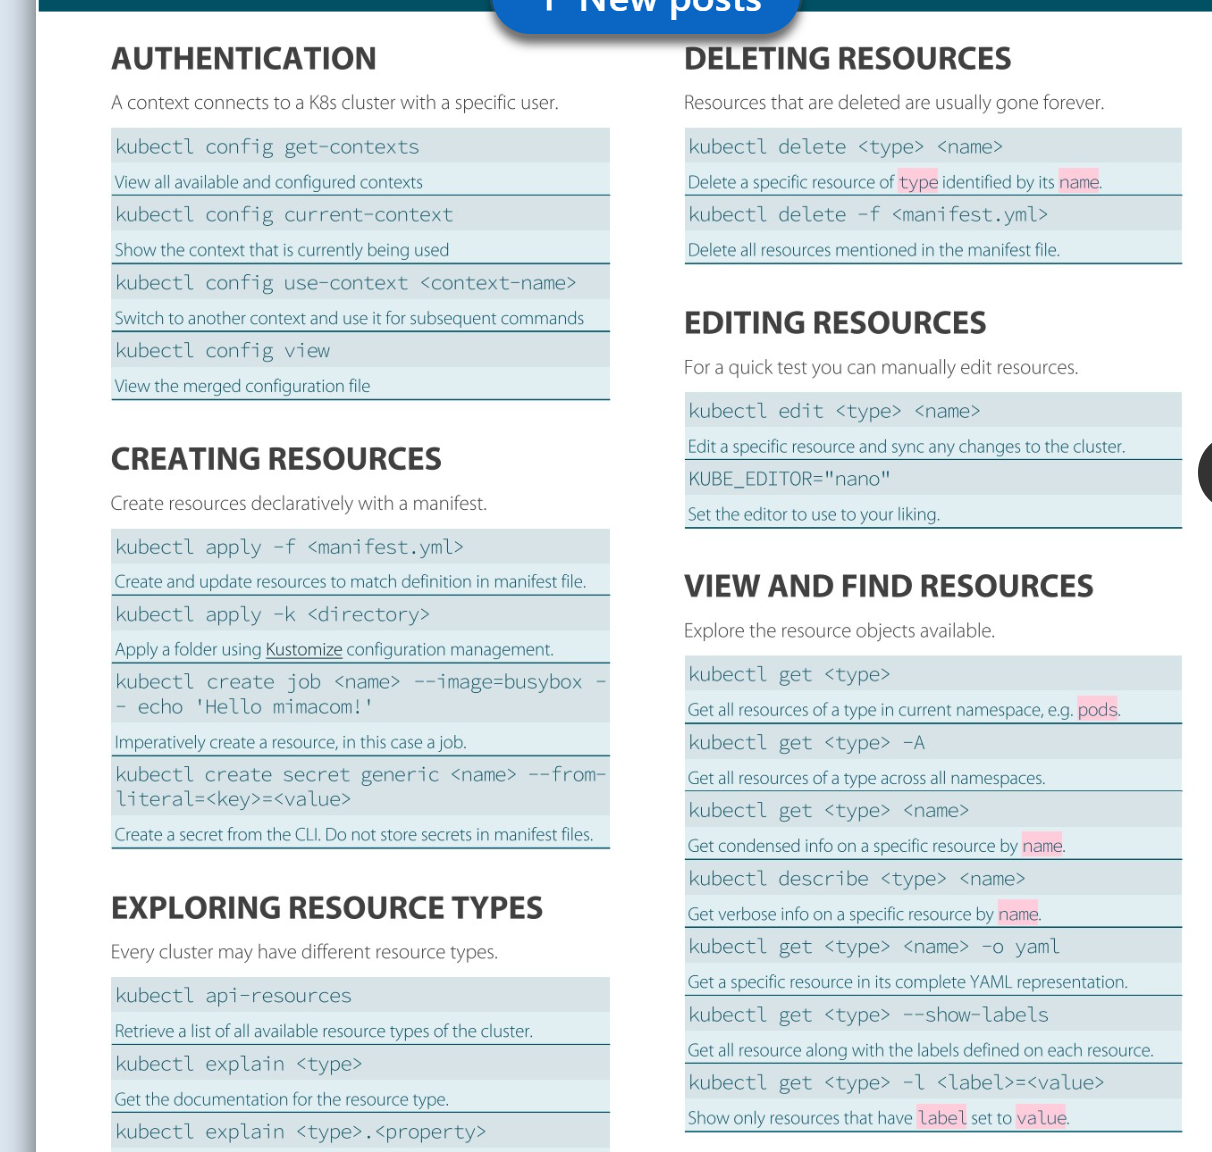 New posts
AUTHENTICATION
A context connects to a K8s cluster with a specific user.
kubectl config get-contexts
View all available and configured contexts
kubectl config current-context
Show the context that is currently being used
kubectl config use-context <context-name>
Switch to another context and use it for subsequent commands
kubectl config view
View the merged configuration file
CREATING RESOURCES
Create resources declaratively with a manifest.
kubectl apply -f <manifest.yml>
Create and update resources to match definition in manifest file.
kubectl apply -k <directory>
Apply a folder using Kustomize configuration management.
kubectl create job <name> --image=busybox -
- echo 'Hello mimacom!'
Imperatively create a resource, in this case a job.
kubectl create secret generic <name> --from-
literal=<key>=<value>
Create a secret from the CLI. Do not store secrets in manifest files.
EXPLORING RESOURCE TYPES
Every cluster may have different resource types.
kubectl api-resources
Retrieve a list of all available resource types of the cluster.
kubectl explain <type>
Get the documentation for the resource type.
kubectl explain <type>.<property>
DELETING RESOURCES
Resources that are deleted are usually gone forever.
kubectl delete <type> <name>
Delete a specific resource of type identified by its name.
kubectl delete -f <manifest.yml>
Delete all resources mentioned in the manifest file.
EDITING RESOURCES
For a quick test you can manually edit resources.
kubectl edit <type> <name>
Edit a specific resource and sync any changes to the cluster.
KUBE_EDITOR="nano"
Set the editor to use to your liking.
VIEW AND FIND RESOURCES
Explore the resource objects available.
kubectl get <type>
Get all resources of a type in current namespace, e.g. pods.
kubectl get <type> -A
Get all resources of a type across all namespaces.
kubectl get <type> <name>
Get condensed info on a specific resource by name.
kubectl describe <type> <name>
Get verbose info on a specific resource by name.
kubectl get <type> <name> -o yaml
Get a specific resource in its complete YAML representation.
kubectl get <type> --show-labels
Get all resource along with the labels defined on each resource.
kubectl get <type> -l <label>=<value>
Show only resources that have label set to value.